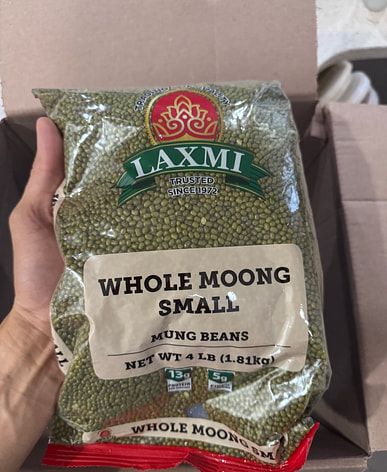 LAXMI
TRUSTED
SINCE 1972
WHOLE MOONG
SMALL
MUNG BEANS
NET WT 4 LB (1.81kg)
13g
PROTEIN
5g
WHOLE MOONG SM